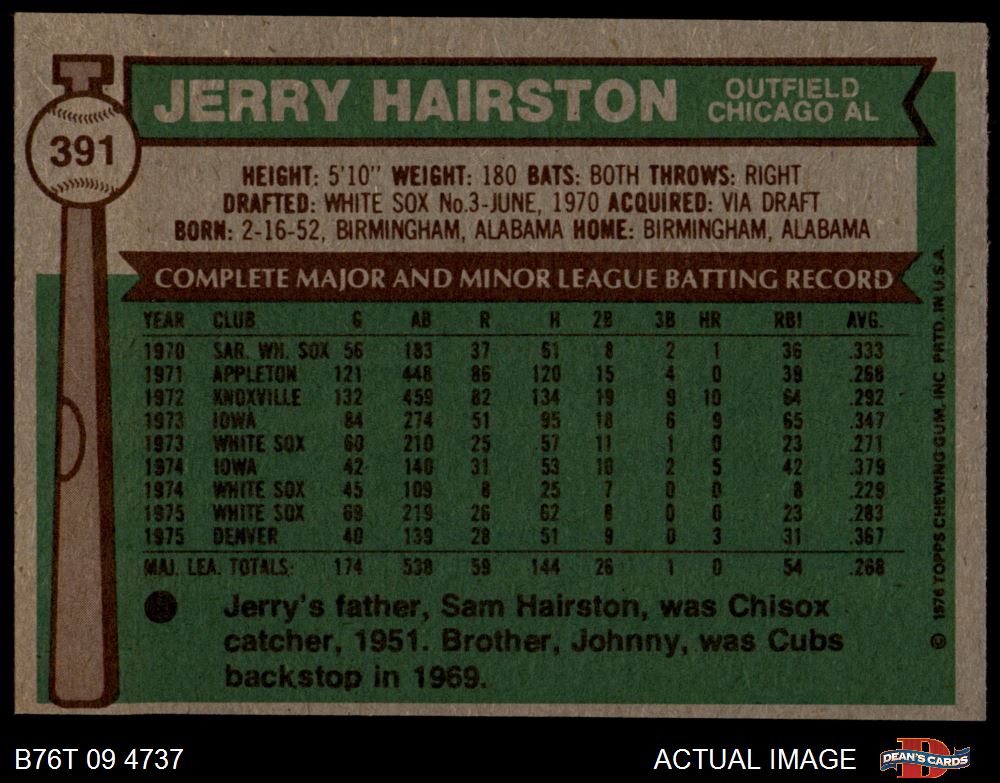 391
JERRY HAIRSTON
OUTFIELD
CHICAGO AL
HEIGHT: 5'10" WEIGHT: 180 BATS: BOTH THROWS: RIGHT
DRAFTED: WHITE SOX No.3-JUNE, 1970 ACQUIRED: VIA DRAFT
BORN: 2-16-52, BIRMINGHAM, ALABAMA HOME: BIRMINGHAM, ALABAMA
COMPLETE MAJOR AND MINOR LEAGUE BATTING RECORD
YEAR CLUB G AB R H 2B 3B HR RBI AVG.
1970 SAR. WH. SOX 56 183 37 61 8 2 1 36 .333
1971 APPLETON 121 448 86 120 15 4 0 39 .268
1972 KNOXVILLE 132 459 82 134 19 9 10 64 .292
1973 IOWA 84 274 51 95 18 6 9 65 .347
1973 WHITE SOX 60 210 25 57 11 1 0 23 .271
1974 IOWA 42 140 31 53 10 2 5 42 .379
1974 WHITE SOX 45 109 8 25 7 0 0 8 .229
1975 WHITE SOX 69 219 26 62 8 0 0 23 .283
1975 DENVER 40 139 28 51 9 0 3 31 .367
MAJ. LEA. TOTALS: 174 538 59 144 26 1 0 54 .268
Jerry's father, Sam Hairston, was Chisox
catcher, 1951. Brother, Johnny, was Cubs
backstop in 1969.
© 1976 TOPPS CHEWING GUM, INC PRTD. IN U.S.A.
B76T 09 4737
ACTUAL IMAGE
DEAN'S CARDS